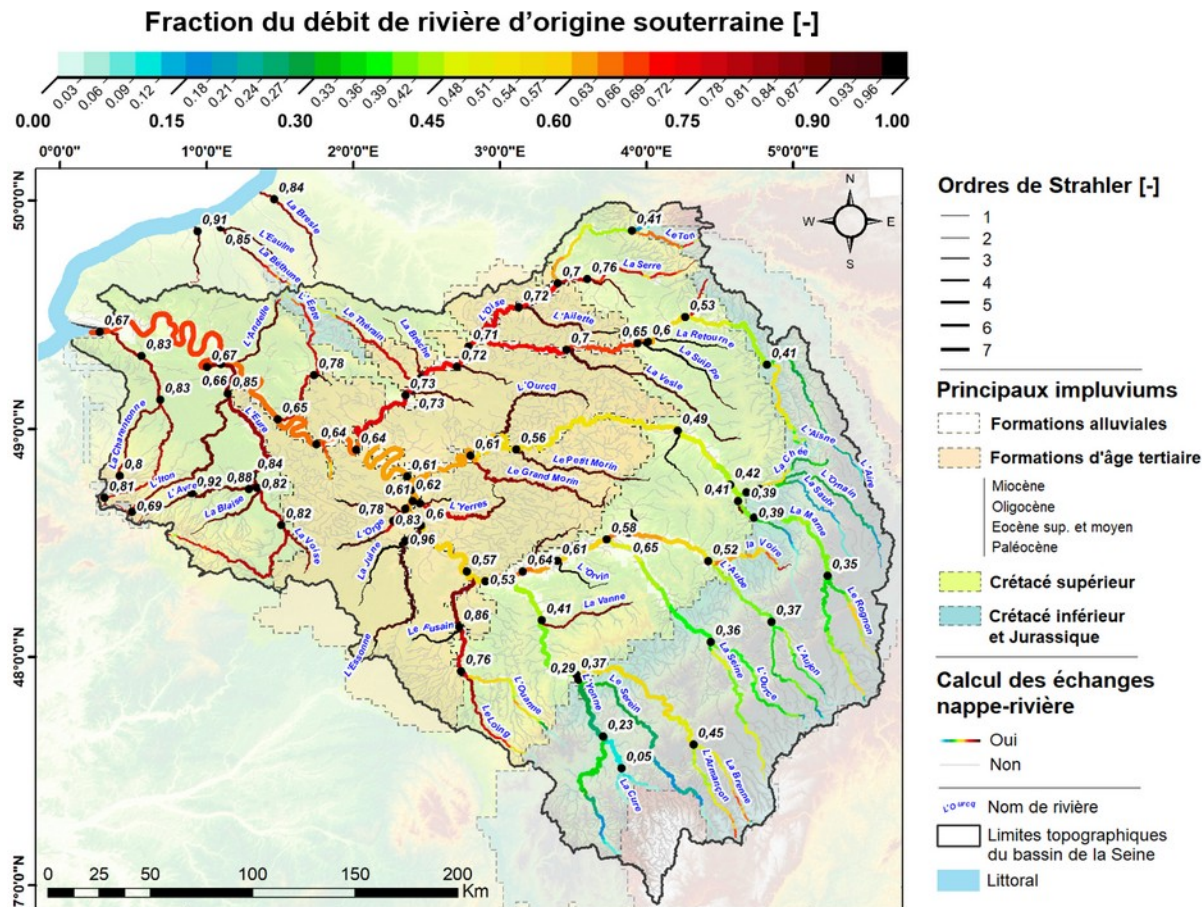 Fraction du débit de rivière d'origine souterraine [-]
0.03 0.06 0.09 0.12 0.18 0.21 0.24 0.27 0.33 0.36 0.39 0.42 0.48 0.51 0.54 0.57 0.63 0.66 0.69 0.72 0.78 0.81 0.84 0.87 0.93 0.96
0.00 0.15 0.30 0.45 0.60 0.75 0.90 1.00
0°0'0"E 1°0'0"E 2°0'0"E 3°0'0"E 4°0'0"E 5°0'0"E
50°0'0"N
49°0'0"N
48°0'0"N
7°0'0"N
N
W E
S
0,84
La Bresle
0,91
0,85
L'Eaulne
La Béthune
0,41
Le Ton
0,7
0,76
La Serre
0,72
L'Oise
L'Ailette
0,53
0,67
L'Andelle
L'Epte
Le Thérain
La Brèche
0,71
0,7
0,65
0,6
La Retourne
La Suippe
0,41
0,83
0,67
0,72
0,78
La Vesle
0,83
0,66
0,85
0,73
0,73
L'Ourcq
L'Aisne
L'Aire
0,65
L'Eure
0,64
0,64
0,49
La Charentonne
0,61
0,56
La Chée
L'Ornain
La Saulx
0,8
0,81
L'Iton
L'Avre
0,92
0,88
0,84
0,82
0,61
Le Petit Morin
Le Grand Morin
0,42
0,41
0,39
0,39
0,69
La Blaise
0,61
0,62
0,78
L'Orge
0,83
L'Yerres
0,6
La Marne
0,82
La Voise
0,96
La Juine
0,58
0,65
La Voire
0,52
0,35
0,57
0,53
0,64
0,61
L'Orvin
L'Aube
Le Rognon
0,86
Le Fusain
0,41
La Vanne
0,37
L'Aujon
L'Essonne
0,76
0,36
La Seine
L'Ource
L'Ouanne
Le Loing
0,29
0,37
L'Yonne
Le Serein
0,23
0,05
La Cure
0,45
L'Armançon
La Brenne
0 25 50 100 150 200
Km
Ordres de Strahler [-]
1
2
3
4
5
6
7
Principaux impluviums
Formations alluviales
Formations d'âge tertiaire
Miocène
Oligocène
Eocène sup. et moyen
Paléocène
Crétacé supérieur
Crétacé inférieur
et Jurassique
Calcul des échanges
nappe-rivière
Oui
Non
L'Ourcq Nom de rivière
Limites topographiques
du bassin de la Seine
Littoral